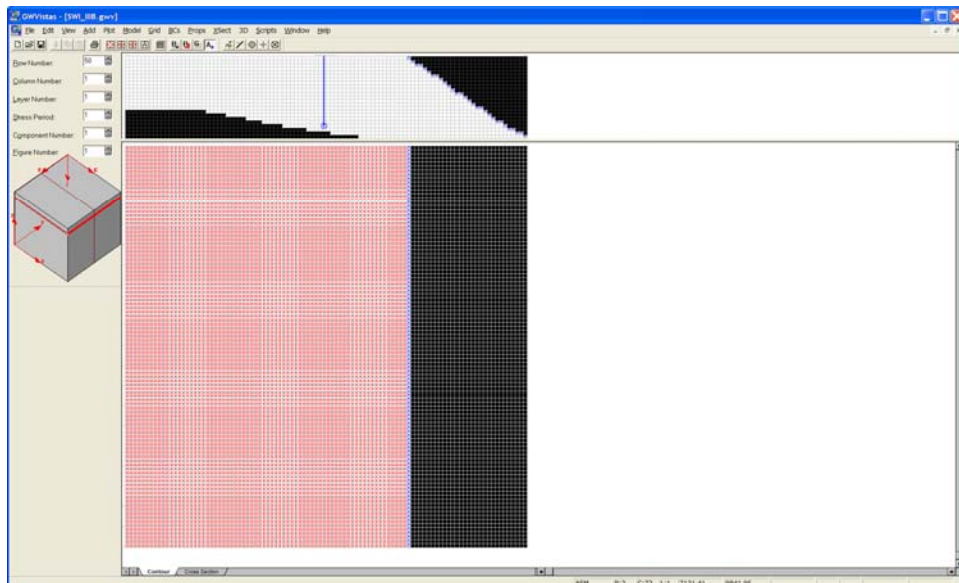 GWVistas - [SWI_IIIB.gwv]
File Edit View Add Plot Model Grid BCs Props XSect 3D Scripts Window Help
Row Number: 50
Column Number: 1
Layer Number: 1
Stress Period: 1
Component Number: 1
Figure Number: 1
Contour Cross Section